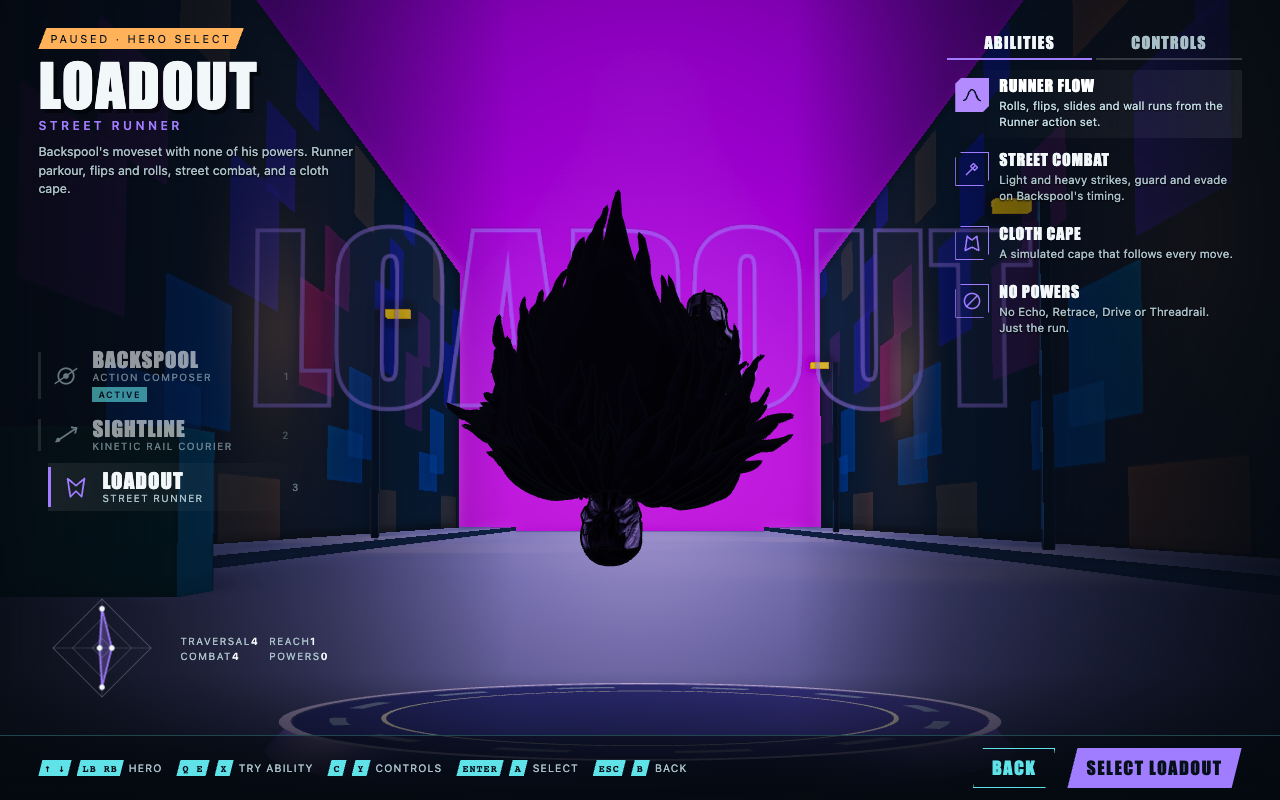 PAUSED · HERO SELECT
LOADOUT
STREET RUNNER
Backspool's moveset with none of his powers. Runner
parkour, flips and rolls, street combat, and a cloth
cape.
LOADOUT
BACKSPOOL
ACTION COMPOSER
1
ACTIVE
SIGHTLINE
KINETIC RAIL COURIER
2
LOADOUT
STREET RUNNER
3
TRAVERSAL4 REACH1
COMBAT4 POWERS0
ABILITIES CONTROLS
RUNNER FLOW
Rolls, flips, slides and wall runs from the
Runner action set.
STREET COMBAT
Light and heavy strikes, guard and evade
on Backspool's timing.
CLOTH CAPE
A simulated cape that follows every move.
NO POWERS
No Echo, Retrace, Drive or Threadrail.
Just the run.
↑ ↓ LB RB HERO Q E X TRY ABILITY C Y CONTROLS ENTER A SELECT ESC B BACK
BACK SELECT LOADOUT